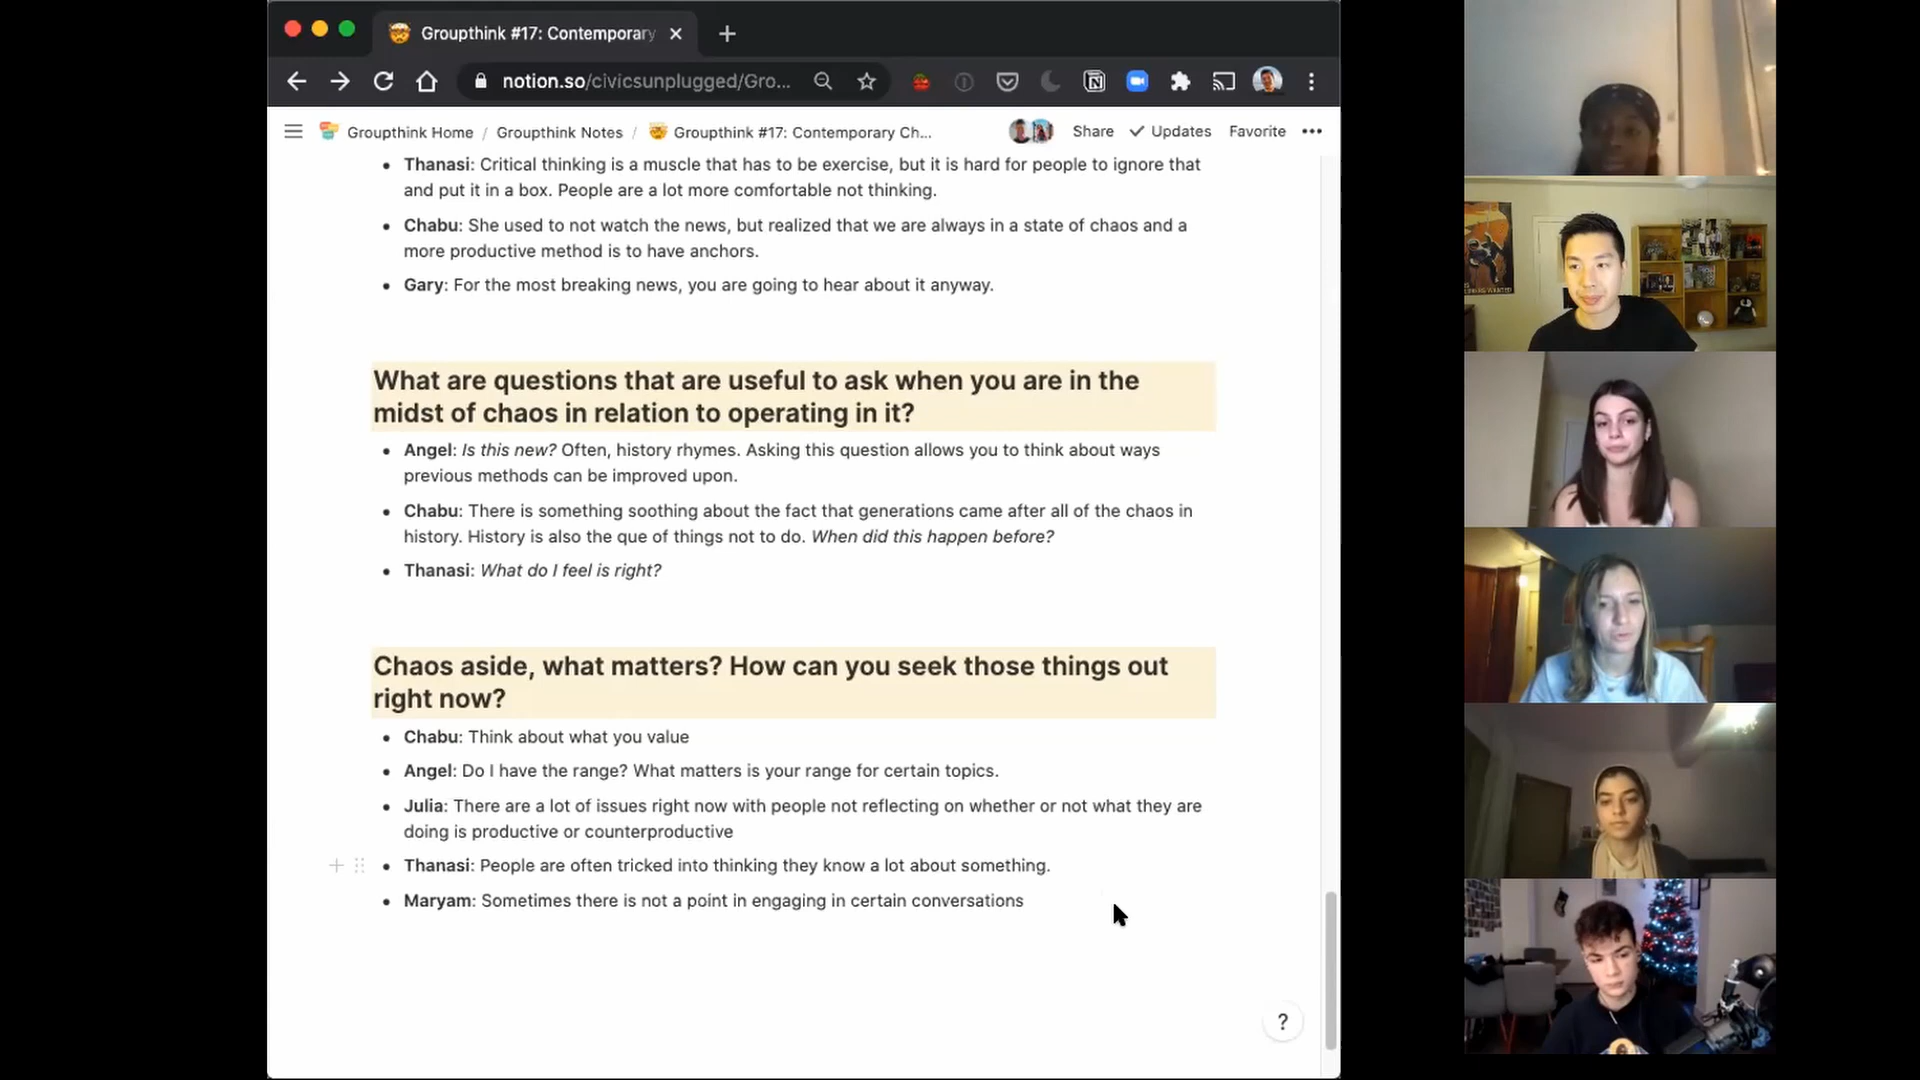 Groupthink #17: Contemporary
notion.so/civicsunplugged/Gro...
Groupthink Home / Groupthink Notes / Groupthink #17: Contemporary Ch... Share Updates Favorite
Thanasi: Critical thinking is a muscle that has to be exercise, but it is hard for people to ignore that
and put it in a box. People are a lot more comfortable not thinking.
Chabu: She used to not watch the news, but realized that we are always in a state of chaos and a
more productive method is to have anchors.
Gary: For the most breaking news, you are going to hear about it anyway.
What are questions that are useful to ask when you are in the
midst of chaos in relation to operating in it?
Angel: Is this new? Often, history rhymes. Asking this question allows you to think about ways
previous methods can be improved upon.
Chabu: There is something soothing about the fact that generations came after all of the chaos in
history. History is also the que of things not to do. When did this happen before?
Thanasi: What do I feel is right?
Chaos aside, what matters? How can you seek those things out
right now?
Chabu: Think about what you value
Angel: Do I have the range? What matters is your range for certain topics.
Julia: There are a lot of issues right now with people not reflecting on whether or not what they are
doing is productive or counterproductive
Thanasi: People are often tricked into thinking they know a lot about something.
Maryam: Sometimes there is not a point in engaging in certain conversations
?